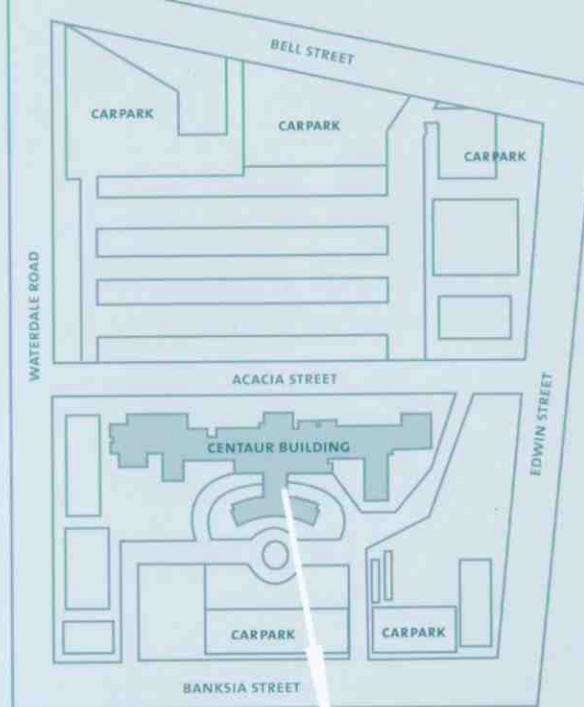 BELL STREET
CARPARK
CARPARK
CARPARK
WATERDALE ROAD
ACACIA STREET
EDWIN STREET
CENTAUR BUILDING
CARPARK
CARPARK
BANKSIA STREET